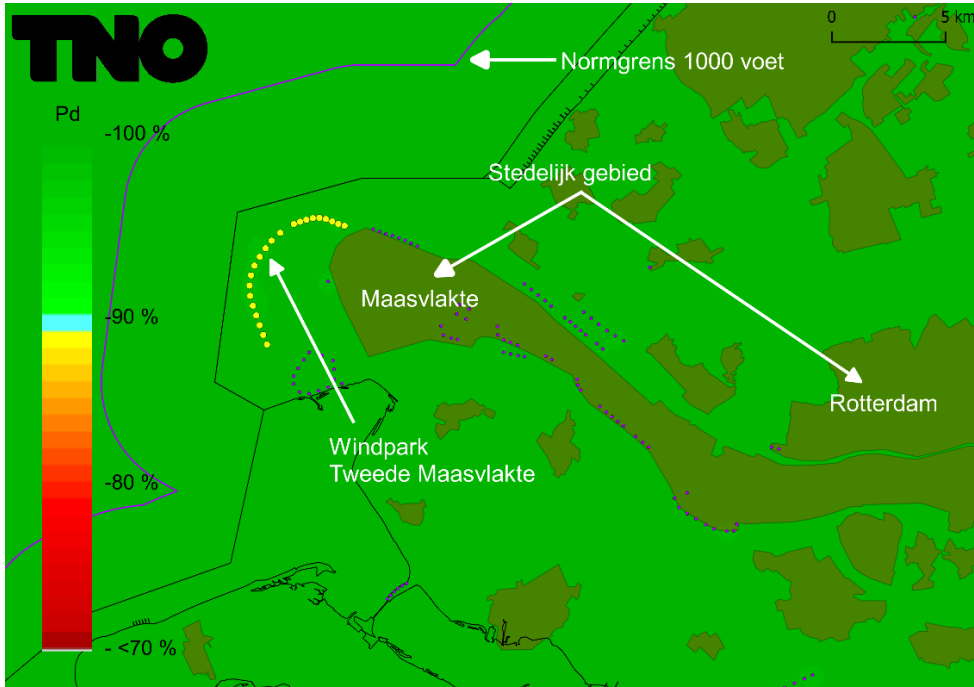 TNO
0 5 km
Normgrens 1000 voet
Pd
-100 %
Stedelijk gebied
Maasvlakte
-90 %
Rotterdam
Windpark
Tweede Maasvlakte
-80 %
- <70 %